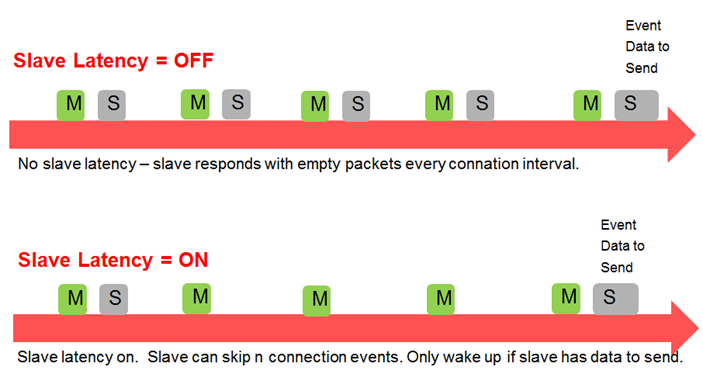 Event
Data to
Send
Slave Latency = OFF
M S M S M S M S M S
No slave latency – slave responds with empty packets every connation interval.
Event
Data to
Send
Slave Latency = ON
M S M M M M S
Slave latency on.  Slave can skip n connection events. Only wake up if slave has data to send.